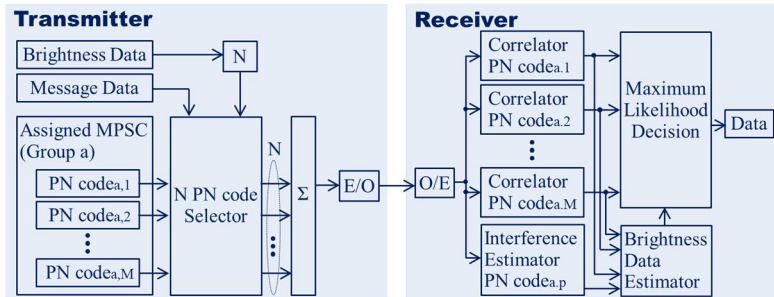 Transmitter
Brightness Data
N
Message Data
Assigned MPSC
(Group a)
PN codea,1
PN codea,2
PN codea,M
N PN code
Selector
N
Σ
E/O
Receiver
O/E
Correlator
PN codea.1
Correlator
PN codea.2
Correlator
PN codea.M
Interference
Estimator
PN codea.p
Maximum
Likelihood
Decision
Brightness
Data
Estimator
Data